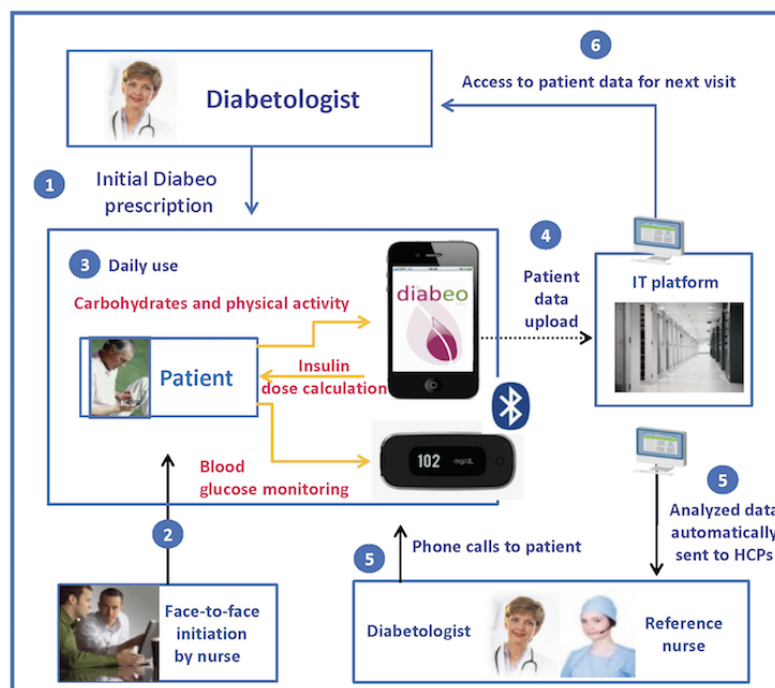 6
Access to patient data for next visit
Diabetologist
1
Initial Diabeo
prescription
3
Daily use
Carbohydrates and physical activity
diabeo
4
Patient
data
upload
IT platform
Patient
Insulin
dose calculation
102
mg/dL
Blood
glucose monitoring
2
5
Phone calls to patient
5
Analyzed data
automatically
sent to HCPs
Face-to-face
initiation
by nurse
Diabetologist
Reference
nurse